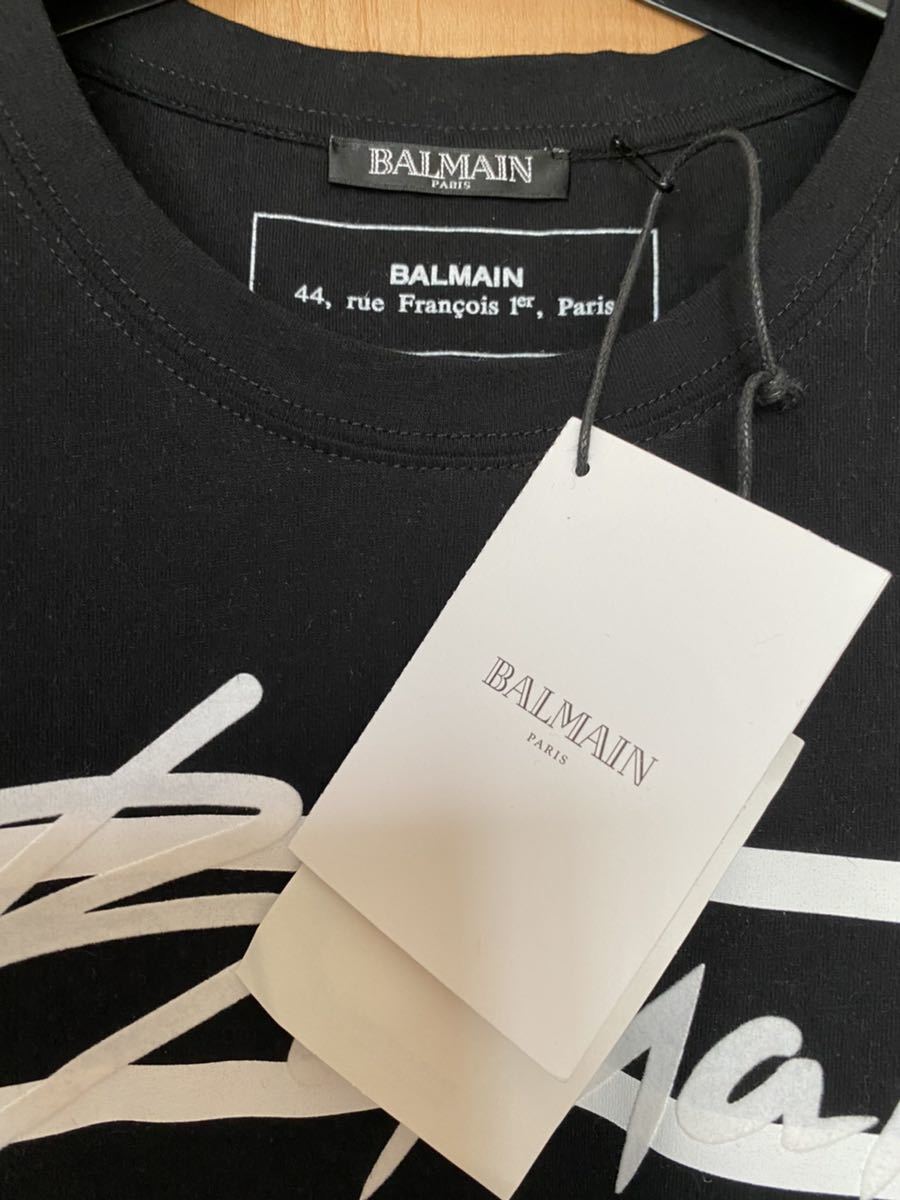 BALMAIN
PARIS
BALMAIN
44, rue François 1er, Paris
BALMAIN
PARIS